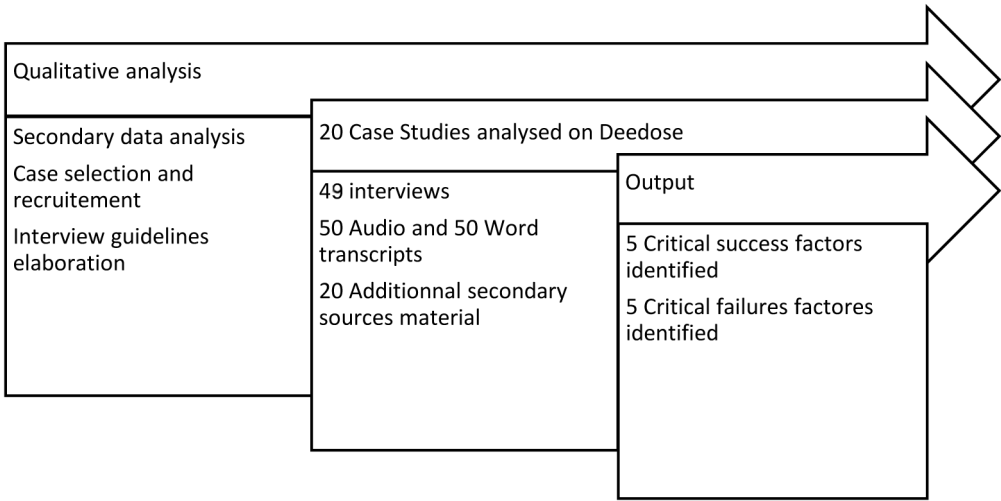 Qualitative analysis
Secondary data analysis
Case selection and
recruitement
Interview guidelines
elaboration
20 Case Studies analysed on Deedose
49 interviews
50 Audio and 50 Word
transcripts
20 Additionnal secondary
sources material
Output
5 Critical success factors
identified
5 Critical failures factores
identified